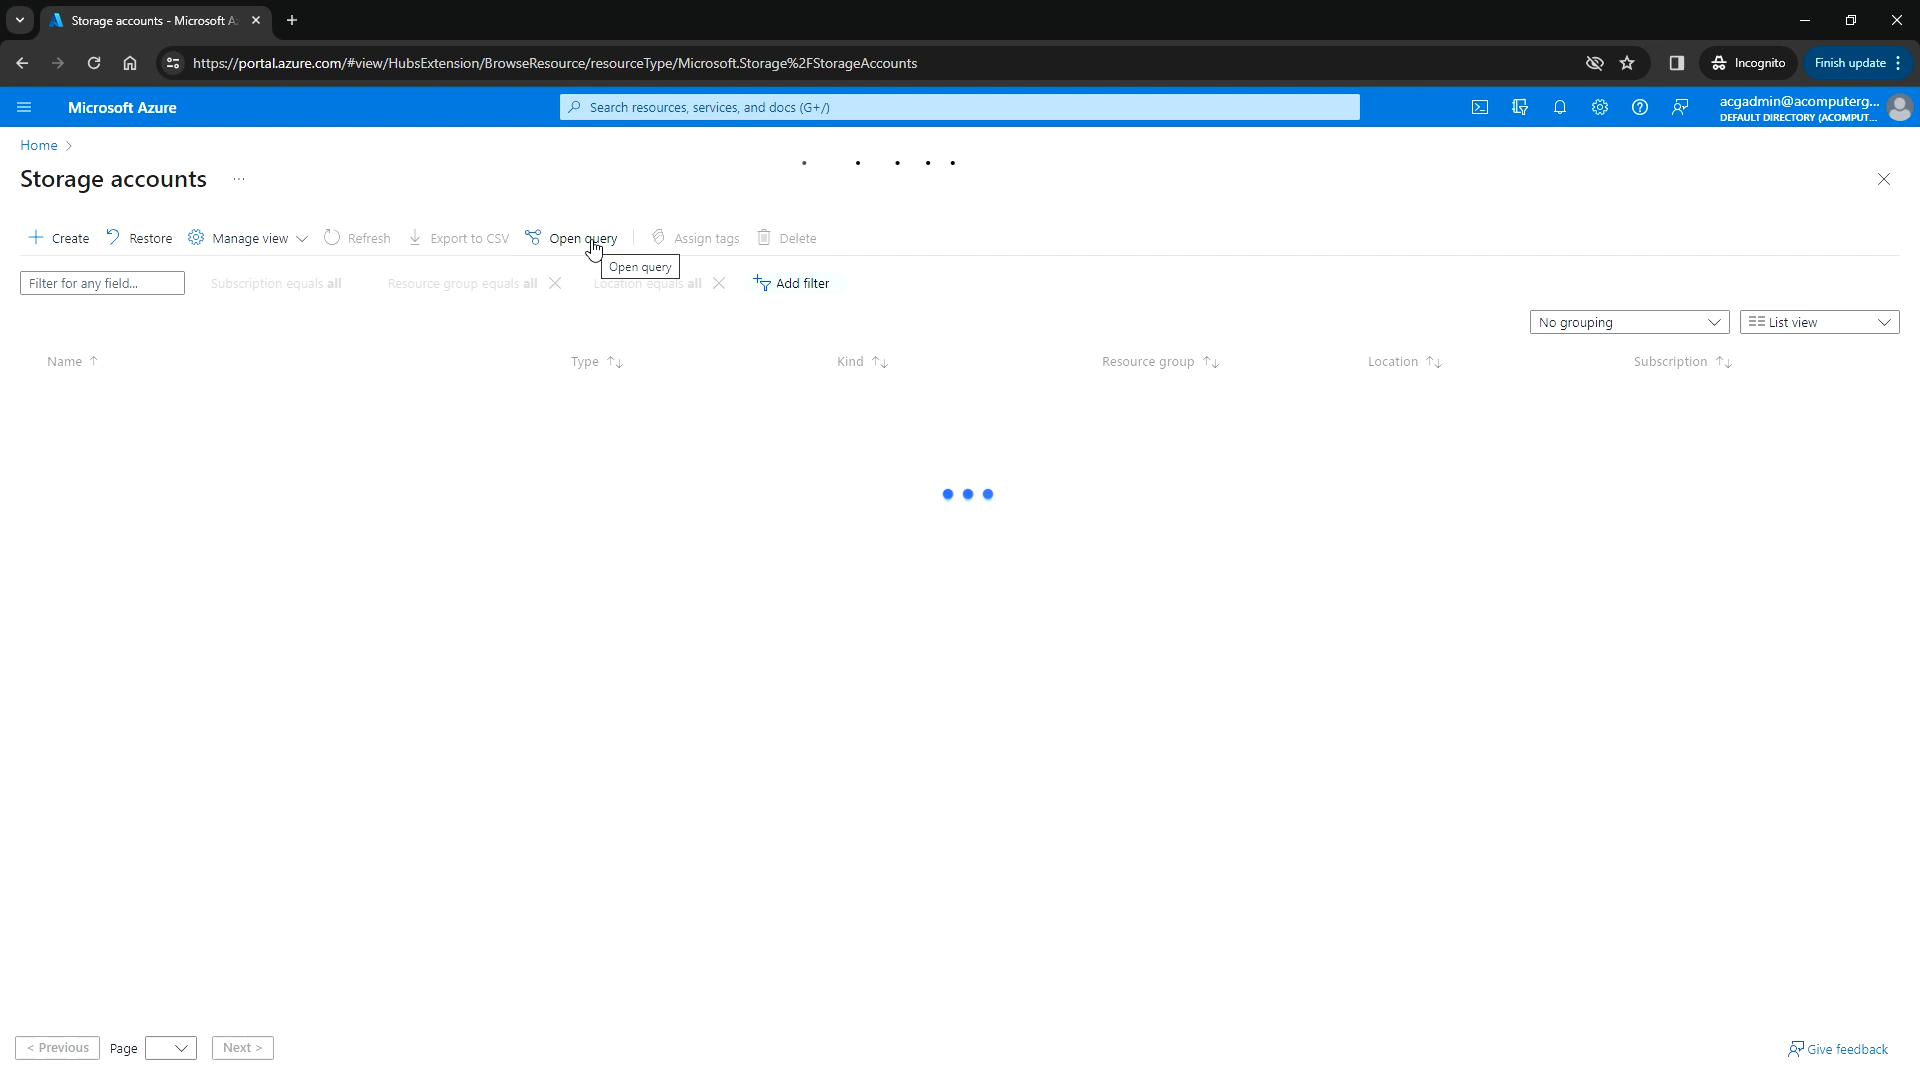 Storage accounts - Microsoft A
https://portal.azure.com/#view/HubsExtension/BrowseResource/resourceType/Microsoft.Storage%2FStorageAccounts
Incognito
Finish update
Microsoft Azure
Search resources, services, and docs (G+/)
acgadmin@acomputerg...
DEFAULT DIRECTORY (ACOMPUT...
Home >
Storage accounts ...
Create Restore Manage view Refresh Export to CSV Open query Assign tags Delete
Open query
Filter for any field... Subscription equals all Resource group equals all Location equals all Add filter
No grouping List view
Name Type Kind Resource group Location Subscription
< Previous Page Next >
Give feedback